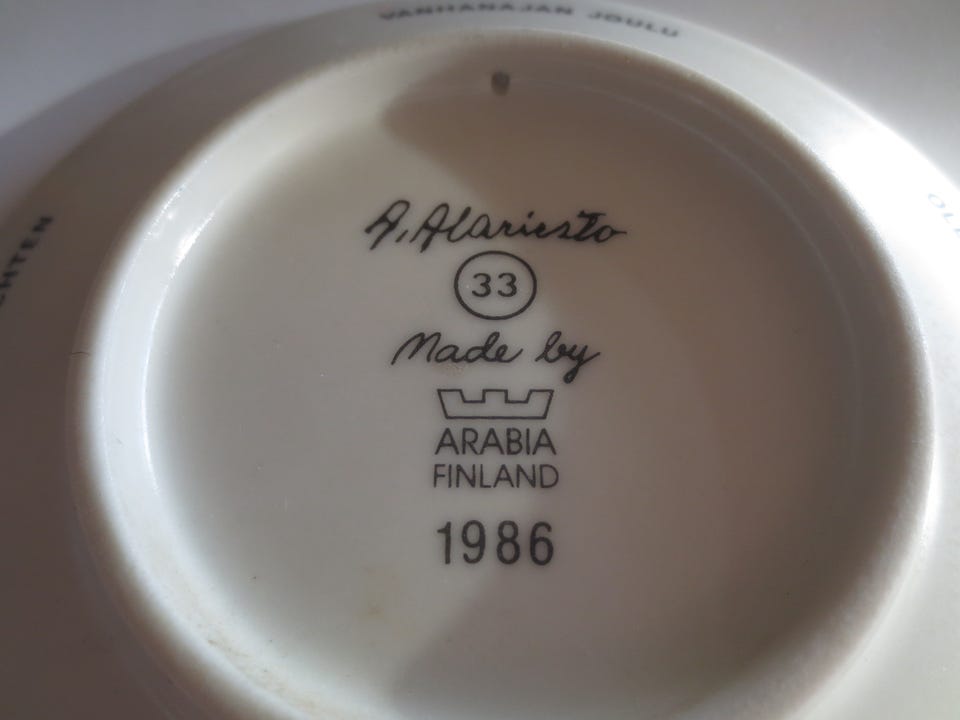 VANHANAJAN JOULU
A. Alariesto
33
Made by
ARABIA
FINLAND
1986